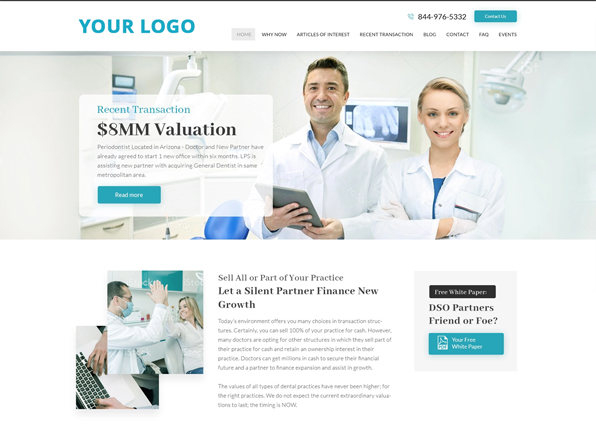 YOUR LOGO
844-976-5332
Contact Us
HOME WHY NOW ARTICLES OF INTEREST RECENT TRANSACTION BLOG CONTACT FAQ EVENTS
Recent Transaction
$8MM Valuation
Periodontist Located in Arizona - Doctor and New Partner have
already agreed to start 1 new office within six months. LPS is
assisting new partner with acquiring General Dentist in same
metropolitan area.
Read more
Sell All or Part of Your Practice
Let a Silent Partner Finance New
Growth
Today's environment offers you many choices in transaction struc-
tures. Certainly, you can sell 100% of your practice for cash. However,
many doctors are opting for other structures in which they sell part of
their practice for cash and retain an ownership interest in their
practice. Doctors can get millions in cash to secure their financial
future and a partner to finance expansion and assist in growth.
The values of all types of dental practices have never been higher; for
the right practices. We do not expect the current extraordinary valua-
tions to last; the timing is NOW.
Free White Paper:
DSO Partners
Friend or Foe?
PDF
Your Free
White Paper